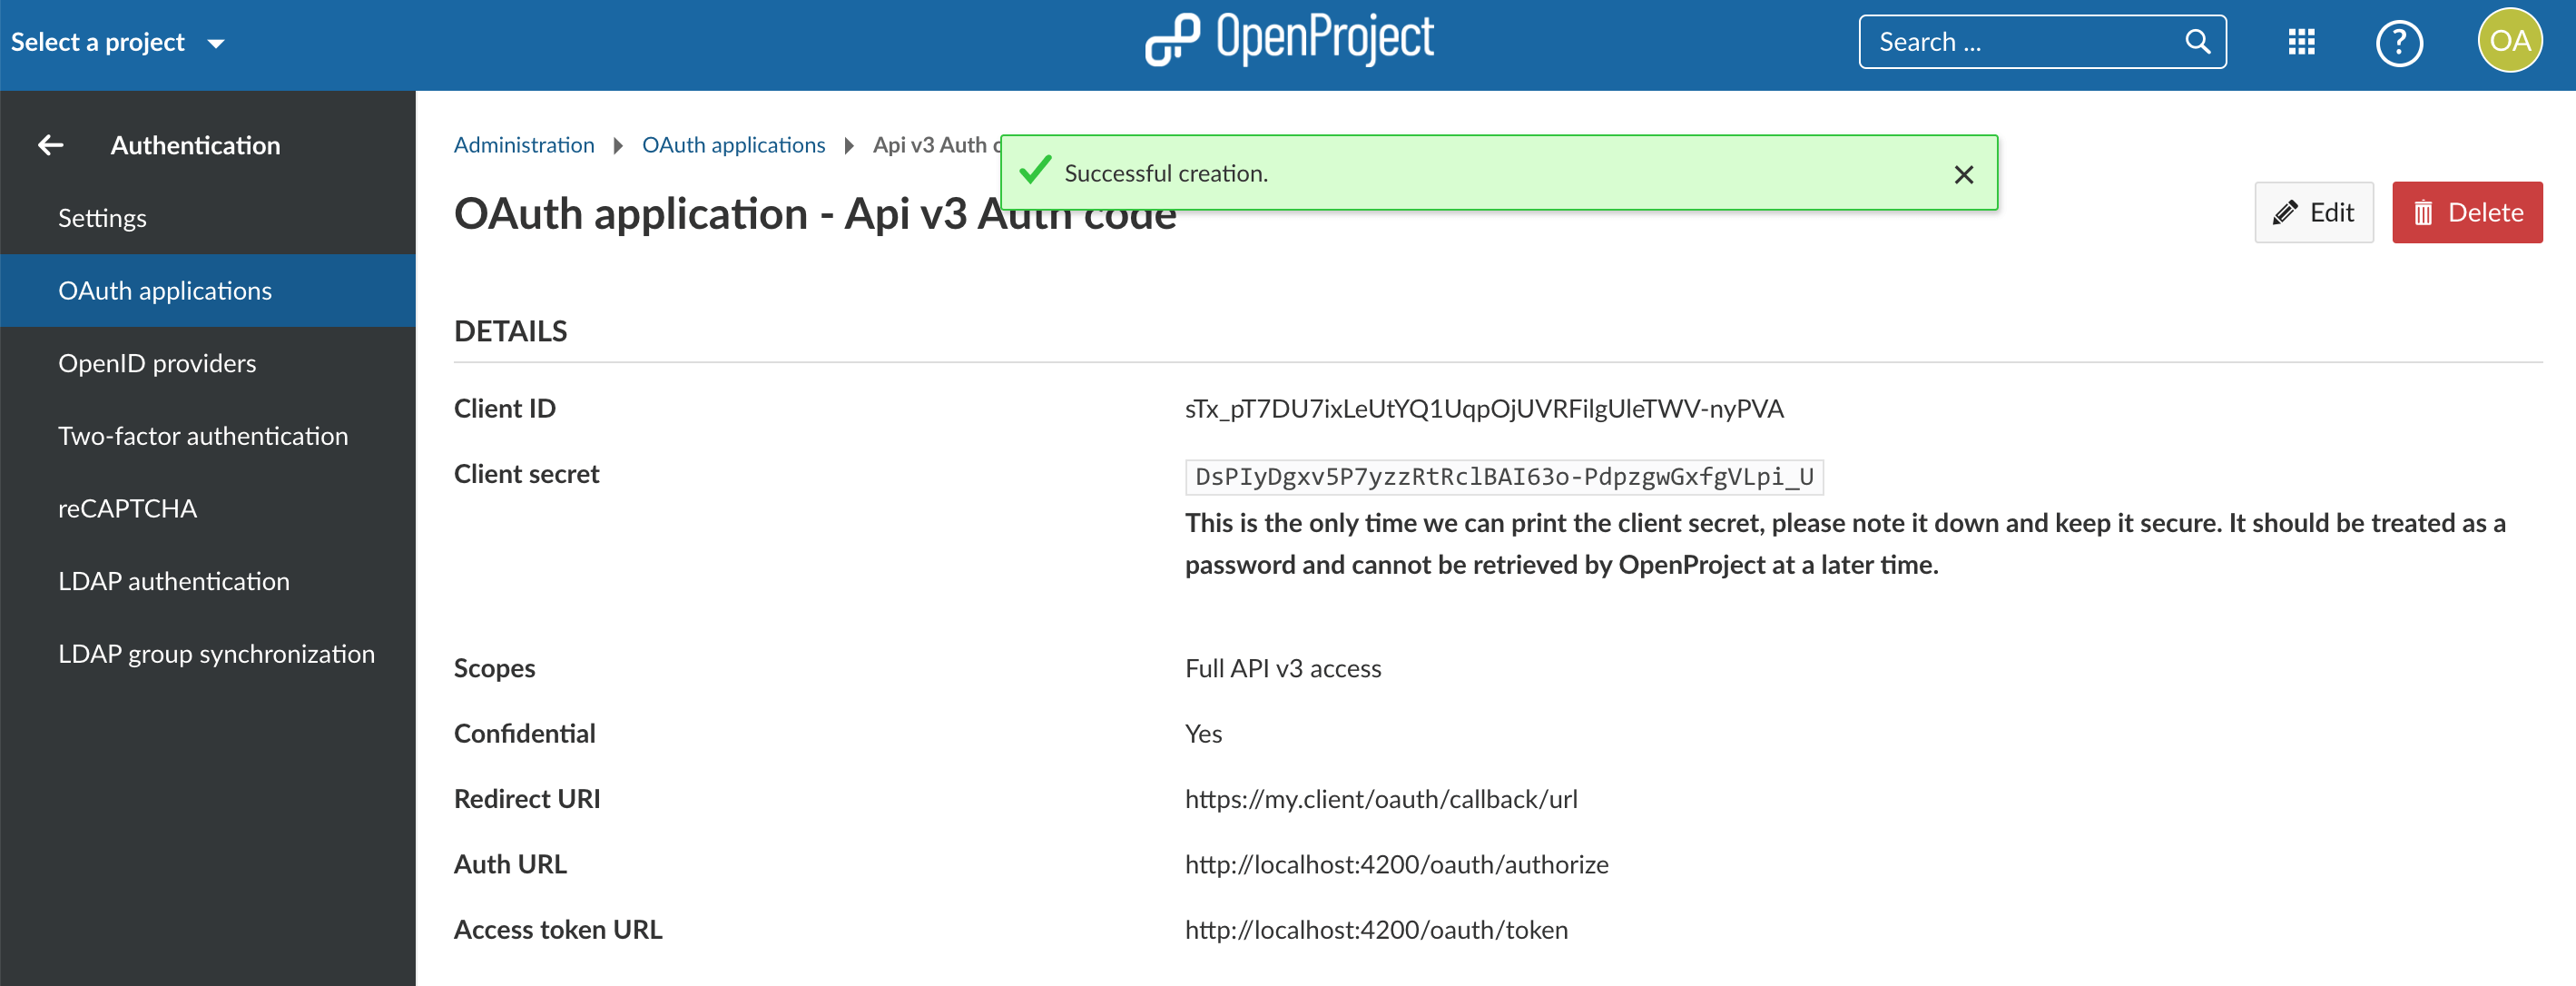 Select a project
OpenProject
Search ...
?
OA
Authentication
Settings
OAuth applications
OpenID providers
Two-factor authentication
reCAPTCHA
LDAP authentication
LDAP group synchronization
Administration
OAuth applications
Api v3 Auth c
Successful creation.
OAuth application - Api v3 Auth code
Edit
Delete
DETAILS
Client ID
sTx_pT7DU7ixLeUtYQ1UqpOjUVRFilgUleTWV-nyPVA
Client secret
DsPIyDgxv5P7yzzRtRclBAI63o-PdpzgwGxfgVLpi_U
This is the only time we can print the client secret, please note it down and keep it secure. It should be treated as a
password and cannot be retrieved by OpenProject at a later time.
Scopes
Full API v3 access
Confidential
Yes
Redirect URI
https://my.client/oauth/callback/url
Auth URL
http://localhost:4200/oauth/authorize
Access token URL
http://localhost:4200/oauth/token